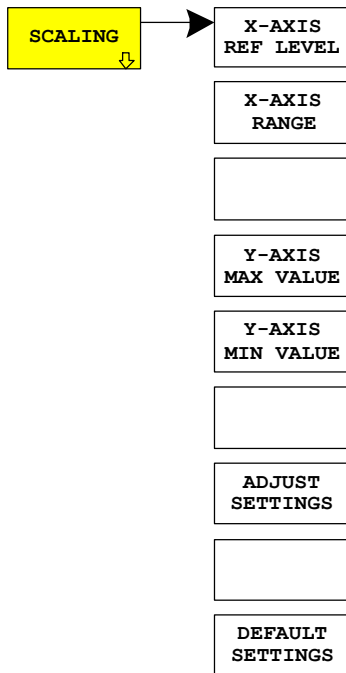 SCALING
X-AXIS
REF LEVEL
X-AXIS
RANGE
Y-AXIS
MAX VALUE
Y-AXIS
MIN VALUE
ADJUST
SETTINGS
DEFAULT
SETTINGS